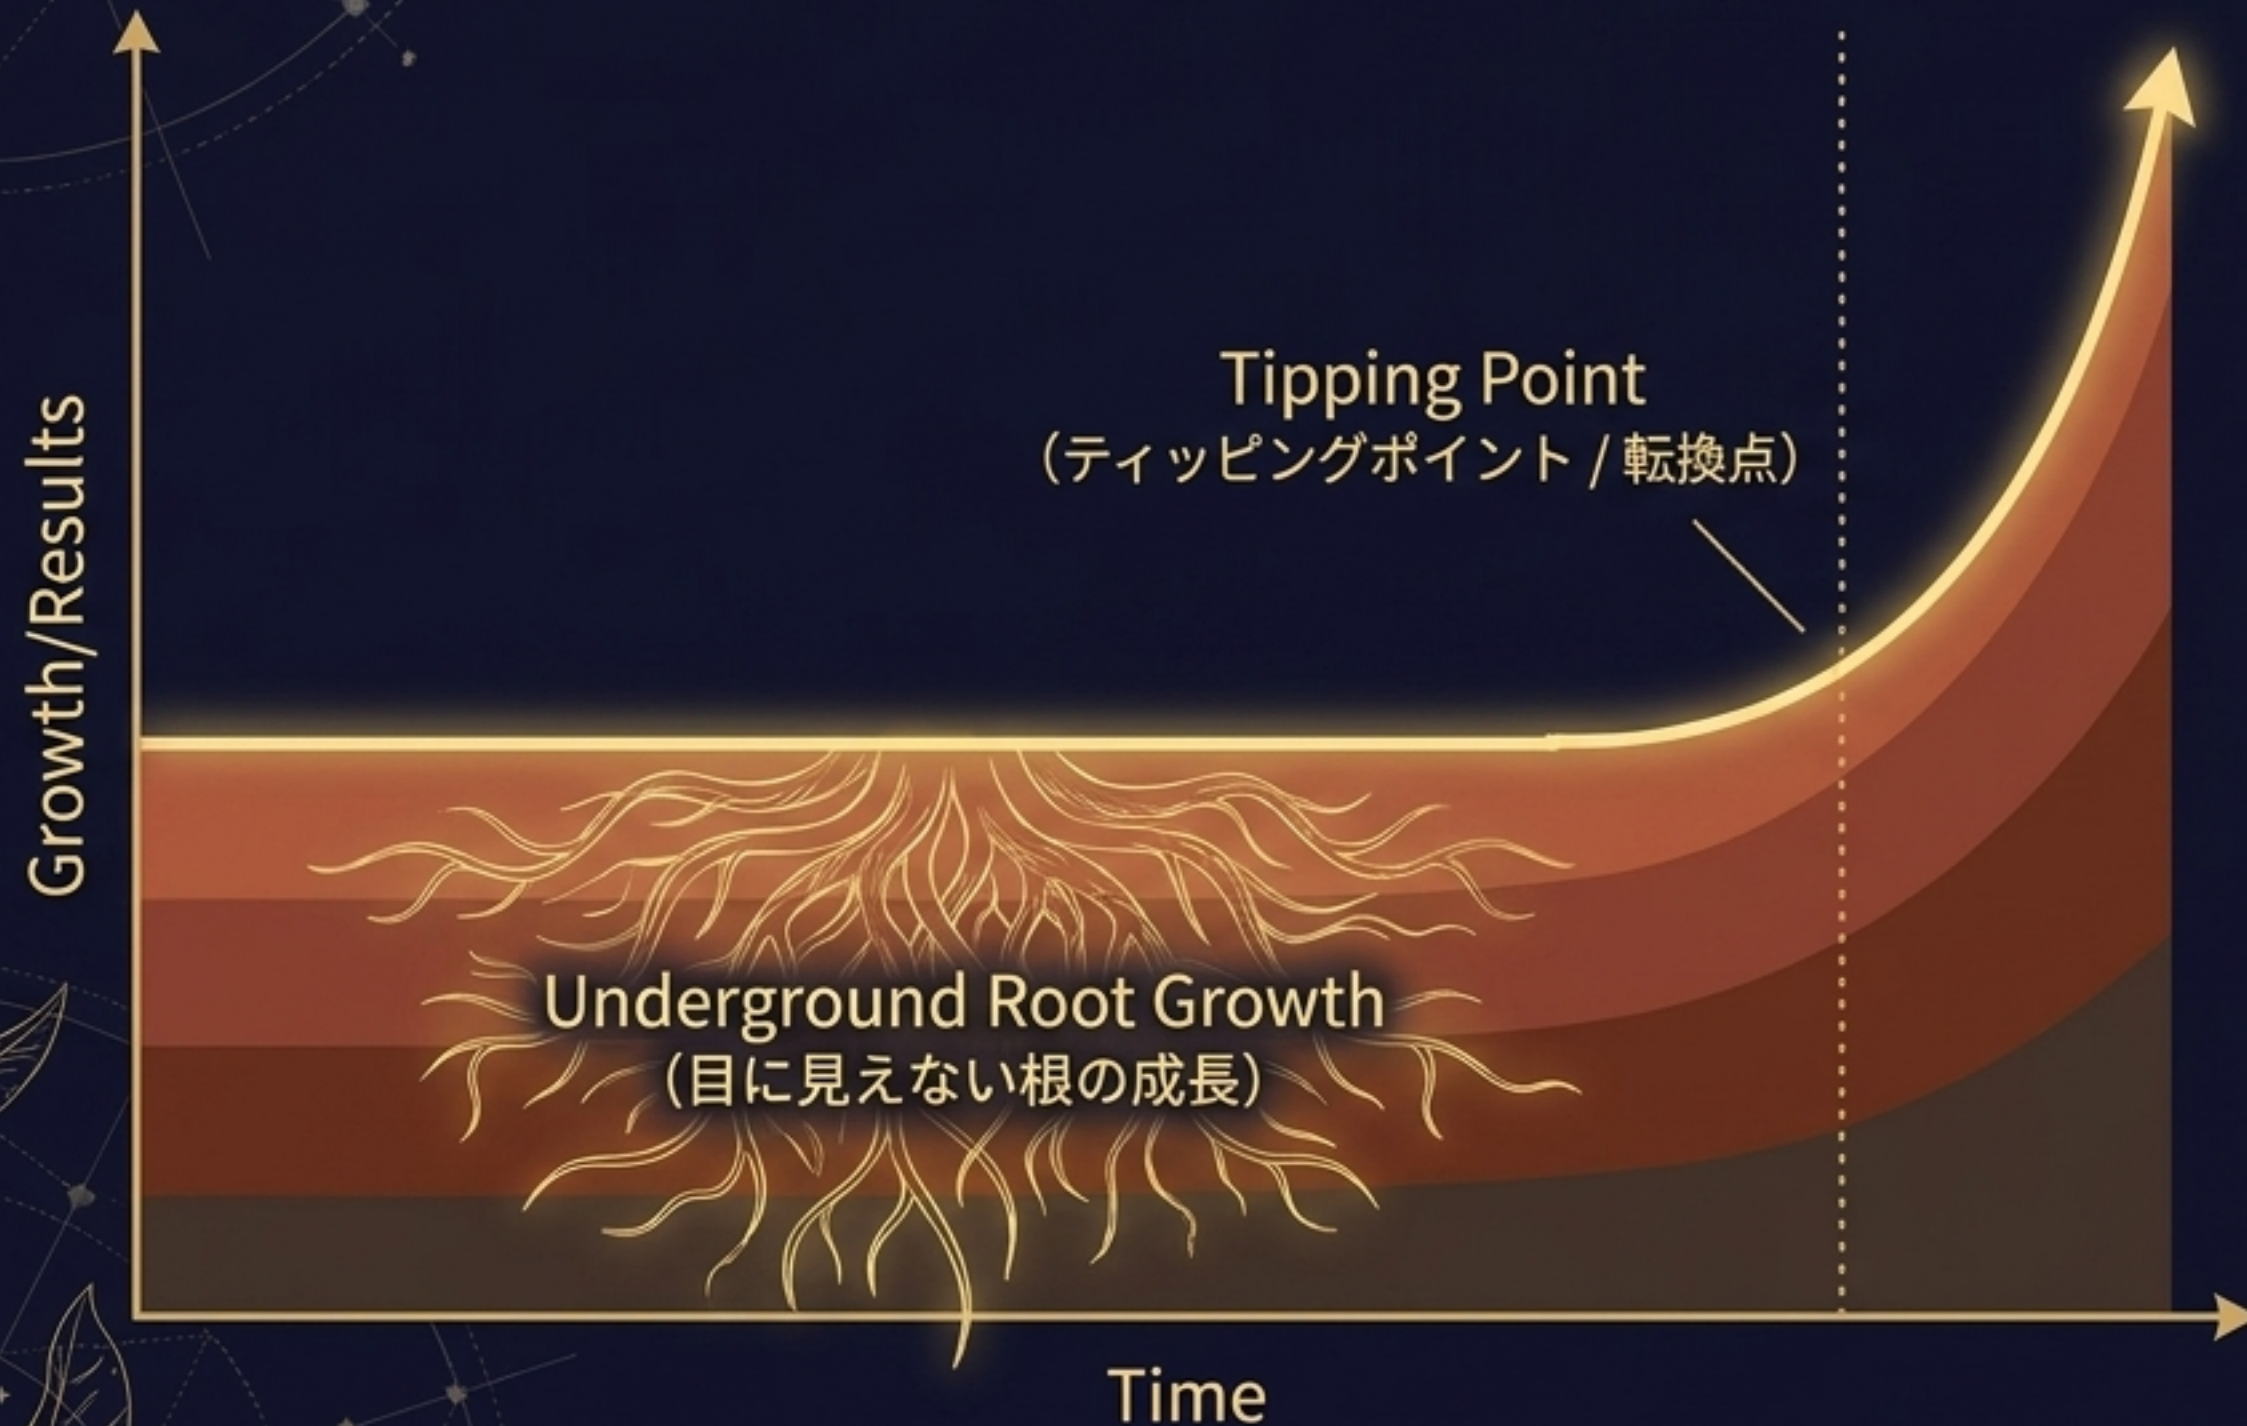 Growth/Results
Tipping Point
（ティッピングポイント / 転換点）
Underground Root Growth
（目に見えない根の成長）
Time